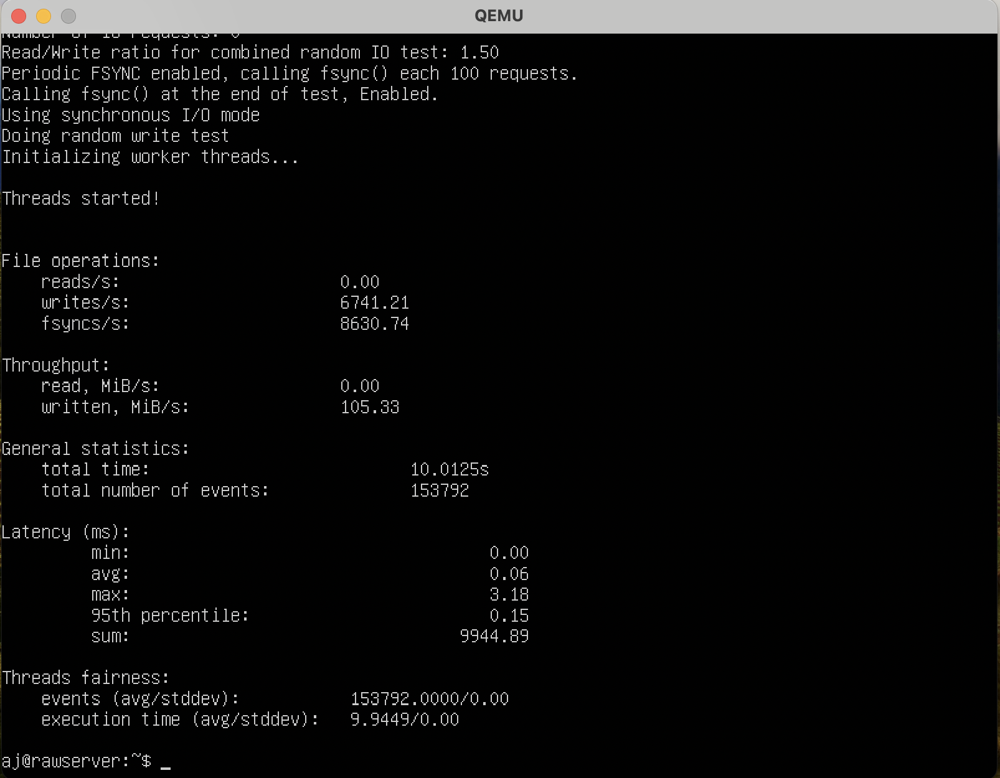 QEMU
Number of IO requests: 0
Read/Write ratio for combined random IO test: 1.50
Periodic FSYNC enabled, calling fsync() each 100 requests.
Calling fsync() at the end of test, Enabled.
Using synchronous I/O mode
Doing random write test
Initializing worker threads...
Threads started!
File operations:
reads/s: 0.00
writes/s: 6741.21
fsyncs/s: 8630.74
Throughput:
read, MiB/s: 0.00
written, MiB/s: 105.33
General statistics:
total time: 10.0125s
total number of events: 153792
Latency (ms):
min: 0.00
avg: 0.06
max: 3.18
95th percentile: 0.15
sum: 9944.89
Threads fairness:
events (avg/stddev): 153792.0000/0.00
execution time (avg/stddev): 9.9449/0.00
aj@rawserver:~$ _